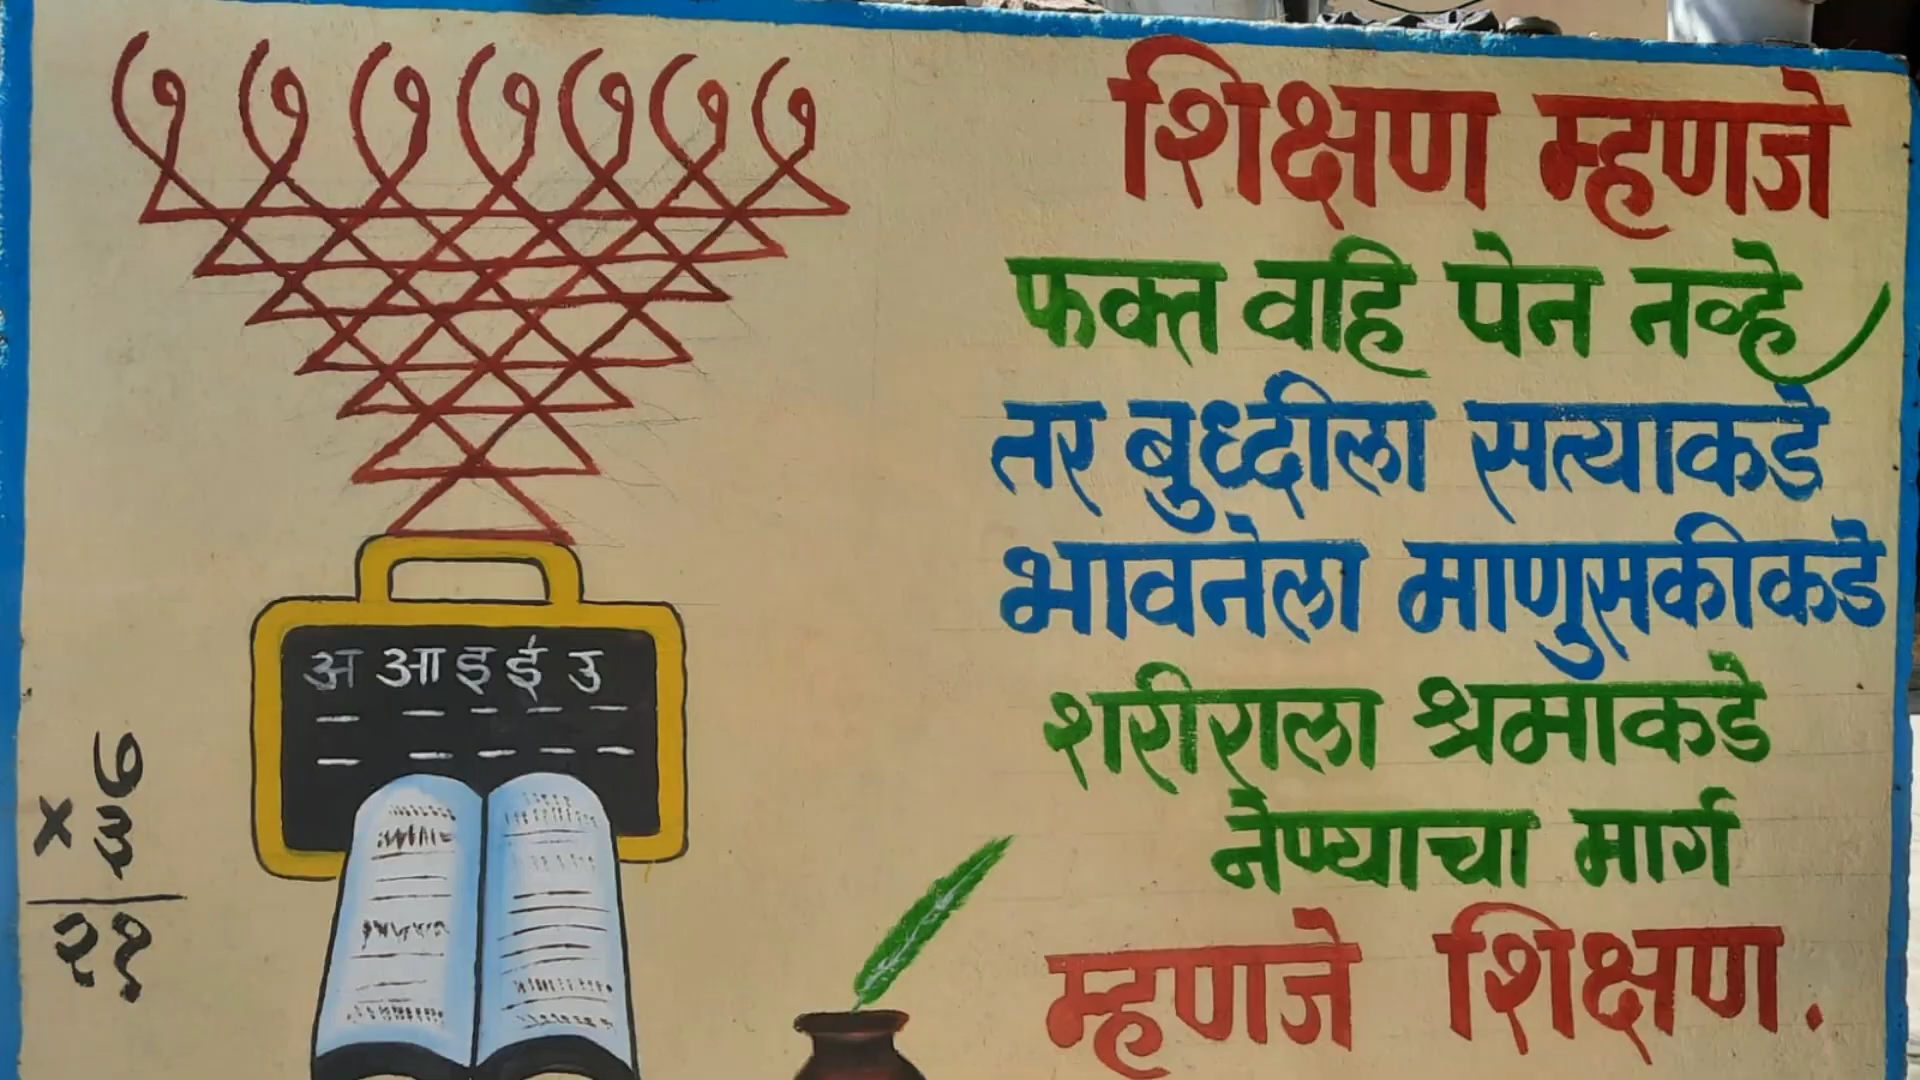 शिक्षण म्हणजे
फक्त वहि पेन नव्हे
तर बुध्दीला सत्याकडे
भावनेला माणुसकीकडे
शरीराला श्रमाकडे
नेण्याचा मार्ग
म्हणजे शिक्षण.
अ आ इ ई उ
७
× ३
२१